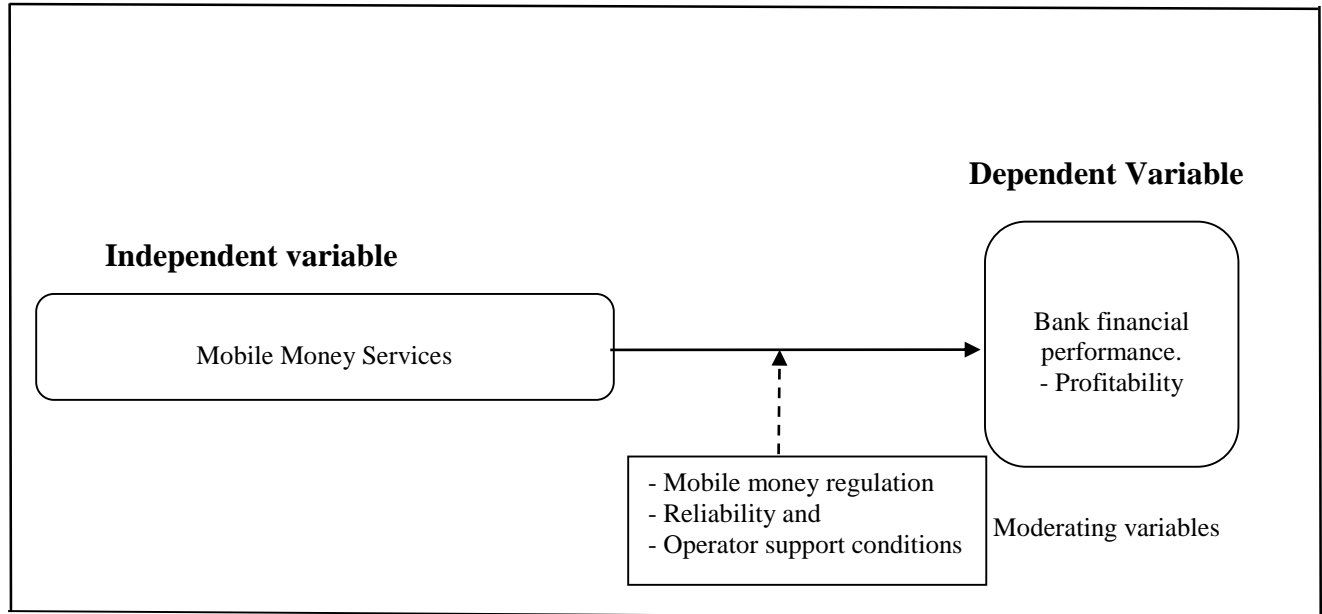 Dependent Variable
Independent variable
Mobile Money Services
Bank financial
performance.
- Profitability
- Mobile money regulation
- Reliability and
- Operator support conditions
Moderating variables